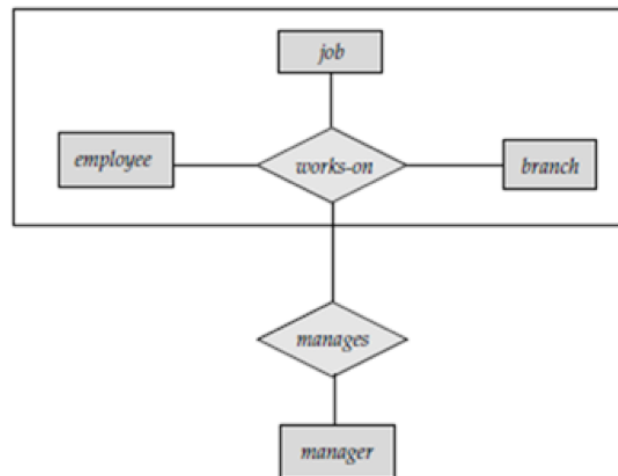 job
employee
works-on
branch
manages
manager